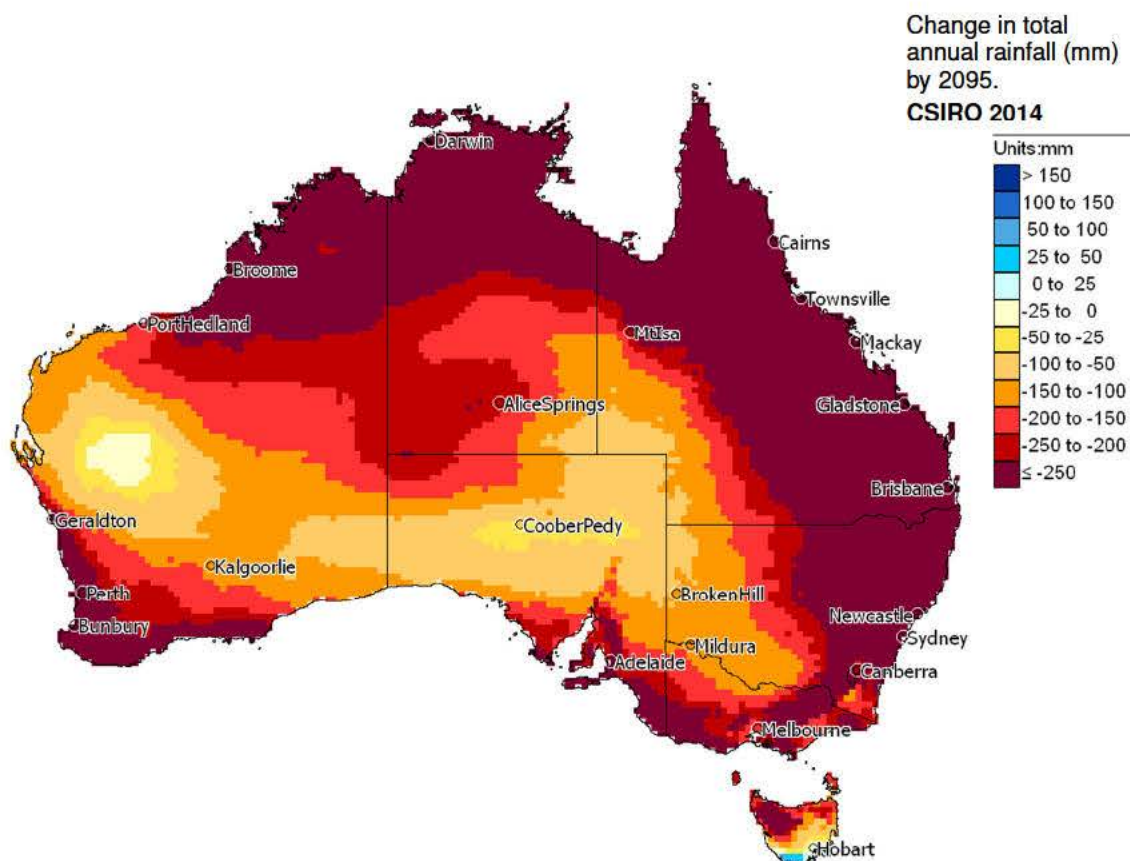 Change in total
annual rainfall (mm)
by 2095.
CSIRO 2014
Units:mm
> 150
100 to 150
50 to 100
25 to 50
0 to 25
-25 to 0
-50 to -25
-100 to -50
-150 to -100
-200 to -150
-250 to -200
≤ -250
Darwin
Cairns
Broome
Townsville
PortHedland
MtIsa
Mackay
AliceSprings
Gladstone
Brisbane
Geraldton
CooberPedy
Kalgoorlie
Perth
BrokenHill
Newcastle
Bunbury
Sydney
Mildura
Adelaide
Canberra
Melbourne
Hobart